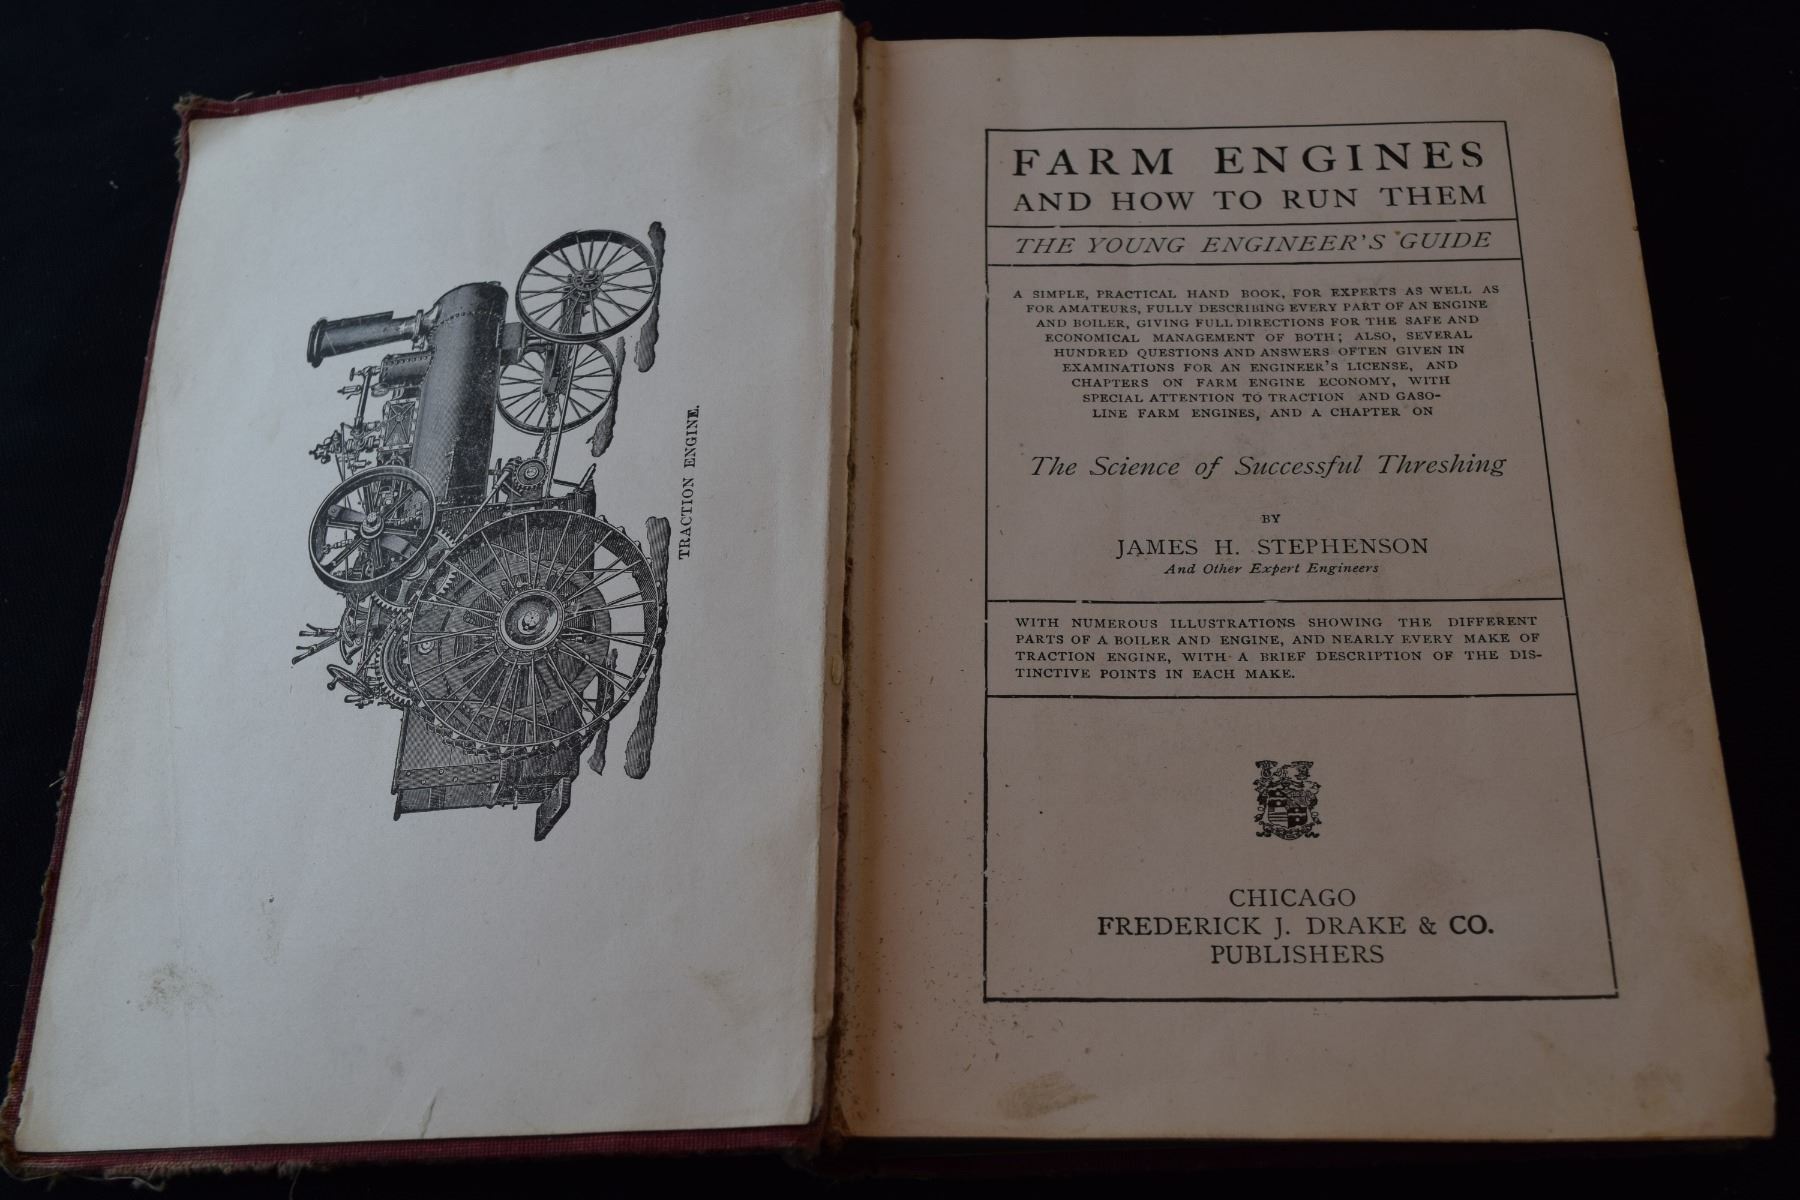 TRACTION ENGINE.
FARM ENGINES
AND HOW TO RUN THEM
THE YOUNG ENGINEER'S GUIDE
A SIMPLE, PRACTICAL HAND BOOK, FOR EXPERTS AS WELL AS
FOR AMATEURS, FULLY DESCRIBING EVERY PART OF AN ENGINE
AND BOILER, GIVING FULL DIRECTIONS FOR THE SAFE AND
ECONOMICAL MANAGEMENT OF BOTH; ALSO, SEVERAL
HUNDRED QUESTIONS AND ANSWERS OFTEN GIVEN IN
EXAMINATIONS FOR AN ENGINEER'S LICENSE, AND
CHAPTERS ON FARM ENGINE ECONOMY, WITH
SPECIAL ATTENTION TO TRACTION AND GASO-
LINE FARM ENGINES, AND A CHAPTER ON
The Science of Successful Threshing
BY
JAMES H. STEPHENSON
And Other Expert Engineers
WITH NUMEROUS ILLUSTRATIONS SHOWING THE DIFFERENT
PARTS OF A BOILER AND ENGINE, AND NEARLY EVERY MAKE OF
TRACTION ENGINE, WITH A BRIEF DESCRIPTION OF THE DIS-
TINCTIVE POINTS IN EACH MAKE.
CHICAGO
FREDERICK J. DRAKE & CO.
PUBLISHERS